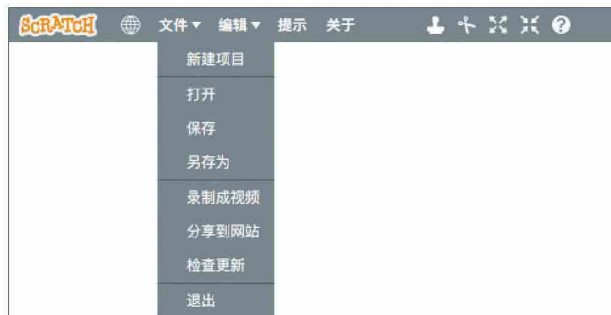 SCRATCH 文件 编辑 提示 关于
新建项目
打开
保存
另存为
录制成视频
分享到网站
检查更新
退出